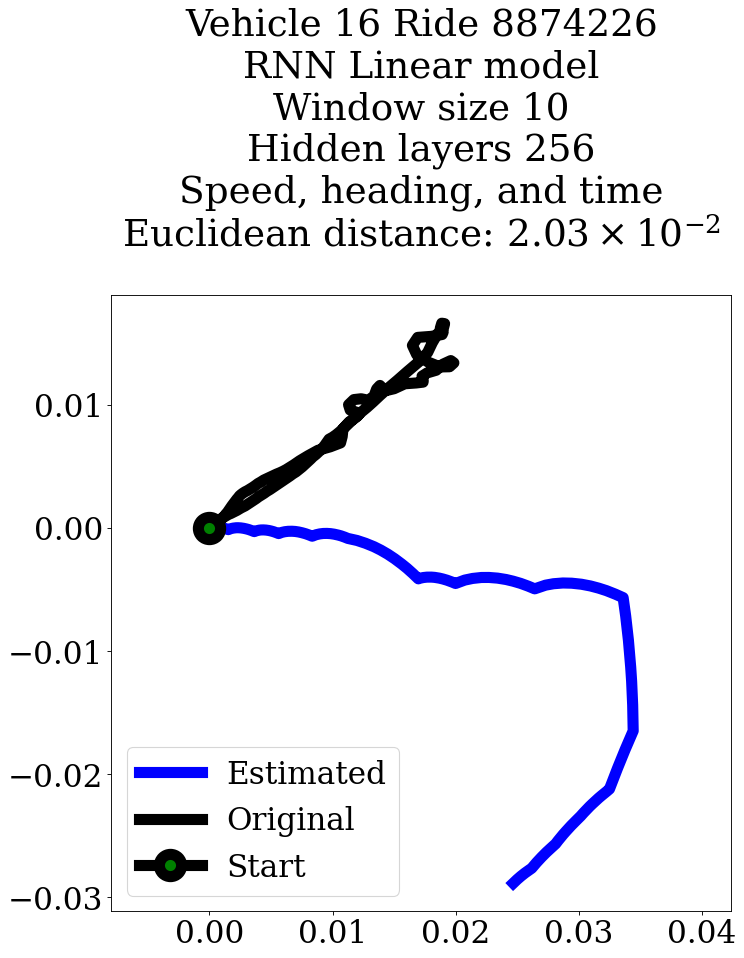 Vehicle 16 Ride 8874226
RNN Linear model
Window size 10
Hidden layers 256
Speed, heading, and time
Euclidean distance: 2.03 × 10⁻²
0.01
0.00
−0.01
−0.02
−0.03
Estimated
Original
Start
0.00 0.01 0.02 0.03 0.04